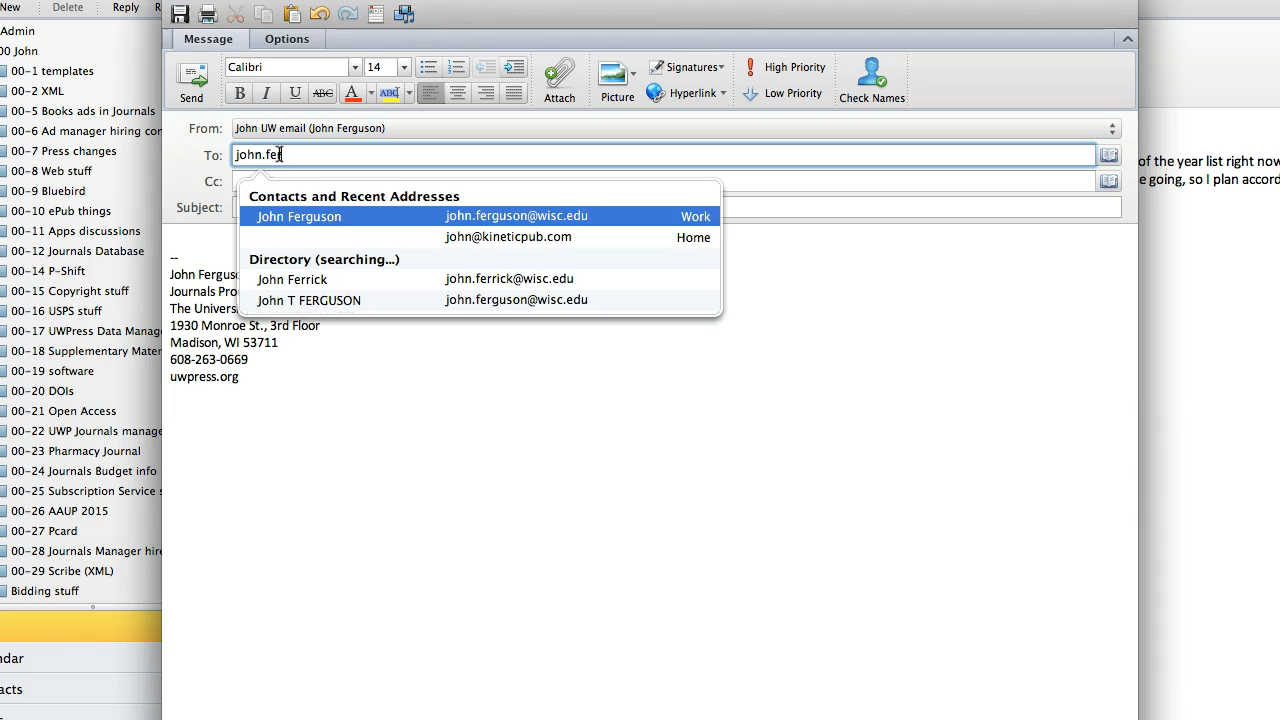 New Delete Reply R
Message Options
Calibri 14
B I U ABC A ABC
Send
Attach
Picture
Signatures
Hyperlink
High Priority
Low Priority
Check Names
From: John UW email (John Ferguson)
To: john.fer
Cc:
Subject:
Contacts and Recent Addresses
John Ferguson john.ferguson@wisc.edu Work
john@kineticpub.com Home
Directory (searching...)
John Ferrick john.ferrick@wisc.edu
John T FERGUSON john.ferguson@wisc.edu
--
John Fergus
Journals Pro
The Univers
1930 Monroe St., 3rd Floor
Madison, WI 53711
608-263-0669
uwpress.org
Admin
00 John
00-1 templates
00-2 XML
00-5 Books ads in Journals
00-6 Ad manager hiring cor
00-7 Press changes
00-8 Web stuff
00-9 Bluebird
00-10 ePub things
00-11 Apps discussions
00-12 Journals Database
00-14 P-Shift
00-15 Copyright stuff
00-16 USPS stuff
00-17 UWPress Data Manag
00-18 Supplementary Mater
00-19 software
00-20 DOIs
00-21 Open Access
00-22 UWP Journals manage
00-23 Pharmacy Journal
00-24 Journals Budget info
00-25 Subscription Service s
00-26 AAUP 2015
00-27 Pcard
00-28 Journals Manager hire
00-29 Scribe (XML)
Bidding stuff
ndar
acts
of the year list right now
e going, so I plan accord